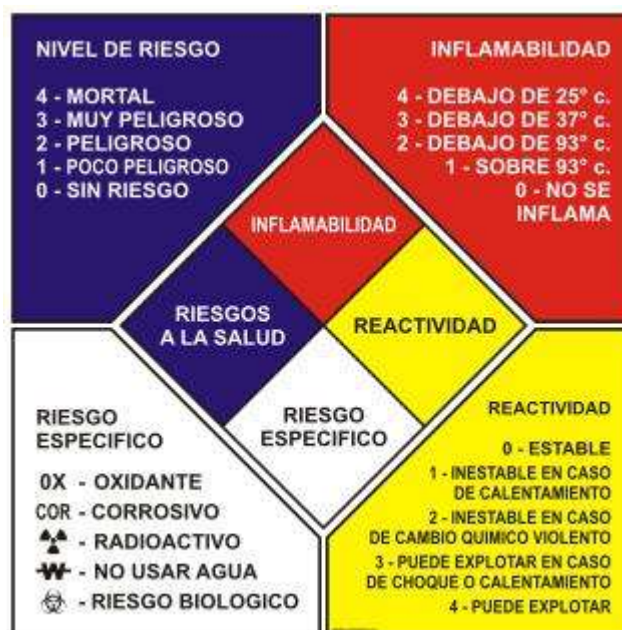 NIVEL DE RIESGO
4 - MORTAL
3 - MUY PELIGROSO
2 - PELIGROSO
1 - POCO PELIGROSO
0 - SIN RIESGO
INFLAMABILIDAD
4 - DEBAJO DE 25° c.
3 - DEBAJO DE 37° c.
2 - DEBAJO DE 93° c.
1 - SOBRE 93° c.
0 - NO SE
INFLAMA
INFLAMABILIDAD
RIESGOS
A LA SALUD
REACTIVIDAD
RIESGO
ESPECIFICO
RIESGO
ESPECIFICO
0X - OXIDANTE
COR - CORROSIVO
- RADIOACTIVO
W - NO USAR AGUA
- RIESGO BIOLOGICO
REACTIVIDAD
0 - ESTABLE
1 - INESTABLE EN CASO
DE CALENTAMIENTO
2 - INESTABLE EN CASO
DE CAMBIO QUIMICO VIOLENTO
3 - PUEDE EXPLOTAR EN CASO
DE CHOQUE O CALENTAMIENTO
4 - PUEDE EXPLOTAR